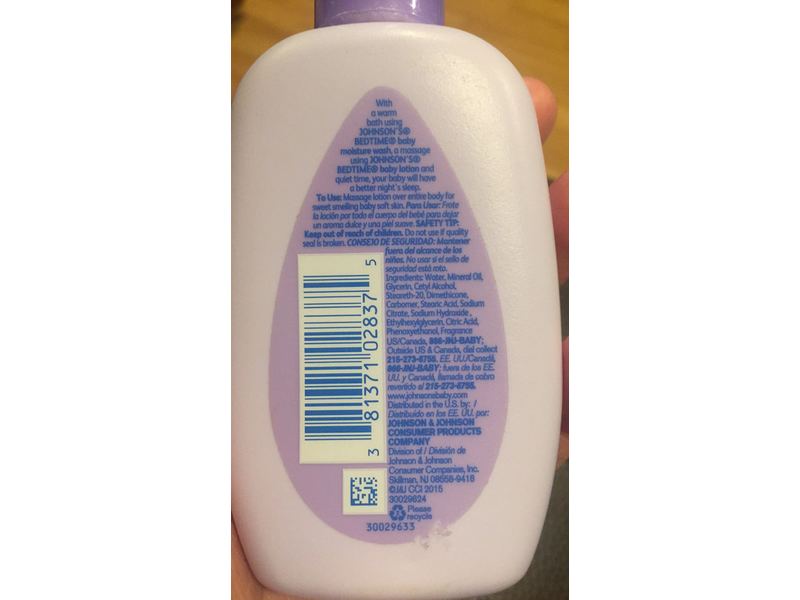 With
a warm
bath using
JOHNSON'S®
BEDTIME® baby
moisture wash, a massage
using JOHNSON'S®
BEDTIME® baby lotion and
quiet time, your baby will have
a better night's sleep.
To Use: Massage lotion over entire body for
sweet smelling baby soft skin. Para Usar: Frote
la loción por todo el cuerpo del bebé para dejar
un aroma dulce y una piel suave. SAFETY TIP:
Keep out of reach of children. Do not use if quality
seal is broken. CONSEJO DE SEGURIDAD: Mantener
fuera del alcance de los
niños. No usar si el sello de
seguridad está roto.
Ingredients: Water, Mineral Oil,
Glycerin, Cetyl Alcohol,
Steareth-20, Dimethicone,
Carbomer, Stearic Acid, Sodium
Citrate, Sodium Hydroxide,
Ethylhexylglycerin, Citric Acid,
Phenoxyethanol, Fragrance
US/Canada, 866-JNJ-BABY;
Outside US & Canada, dial collect
215-273-8755. EE. UU./Canadá,
866-JNJ-BABY; fuera de los EE.
UU. y Canadá, llamada de cobro
revertido al 215-273-8755.
www.johnsonsbaby.com
Distributed in the U.S. by: /
Distribuido en los EE. UU. por:
JOHNSON & JOHNSON
CONSUMER PRODUCTS
COMPANY
Division of / División de
Johnson & Johnson
Consumer Companies, Inc.
Skillman, NJ 08558-9418
©J&J CCI 2015
30029624
Please
recycle
30029633
3 81371 02837 5